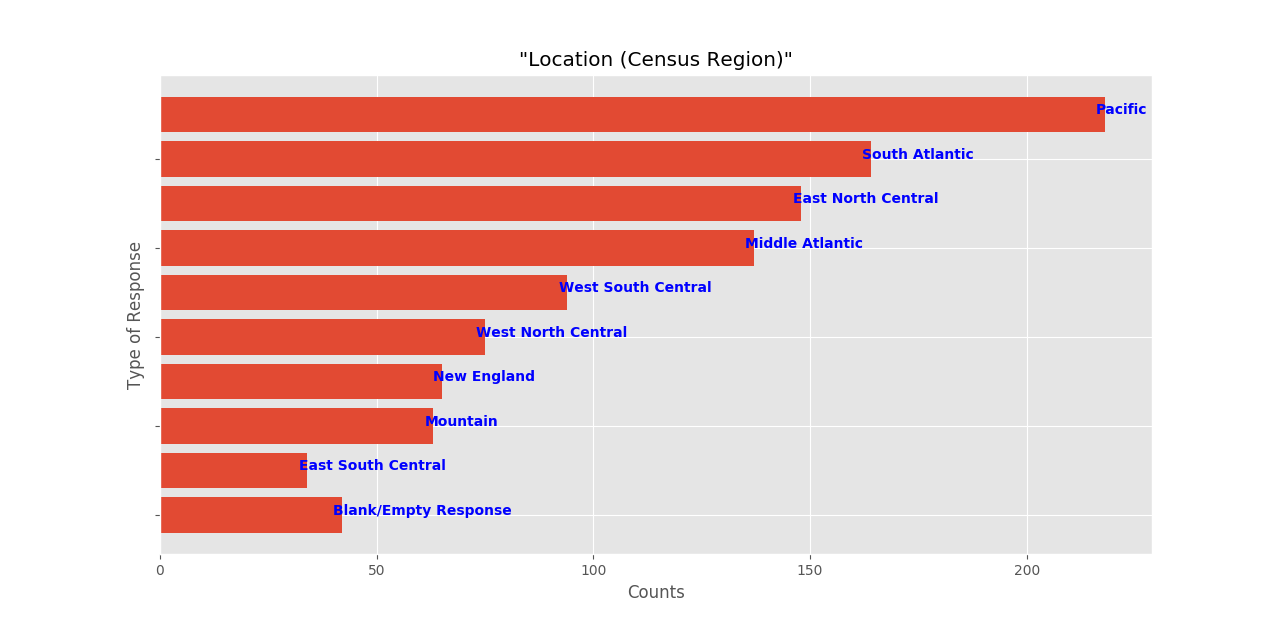 "Location (Census Region)"
Pacific
South Atlantic
East North Central
Middle Atlantic
West South Central
West North Central
New England
Mountain
East South Central
Blank/Empty Response
Type of Response
0 50 100 150 200
Counts